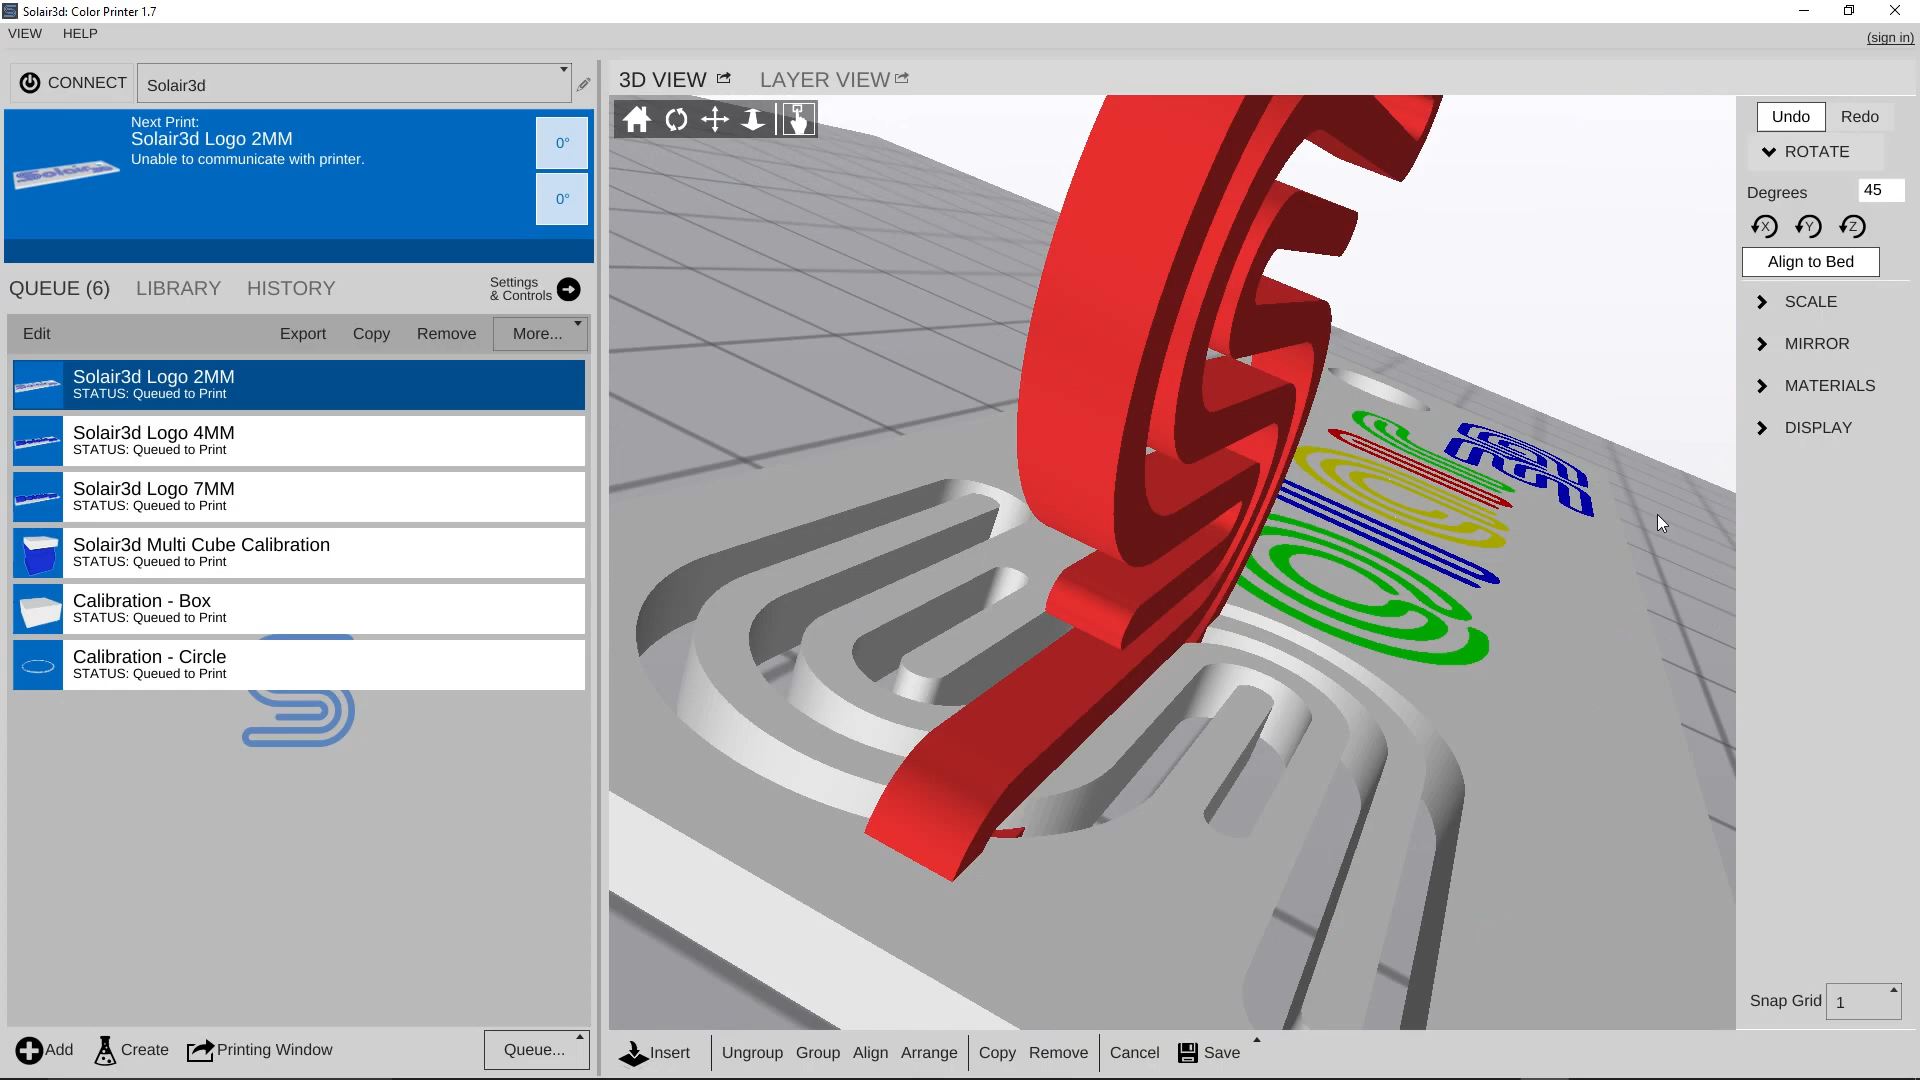 Solair3d: Color Printer 1.7
VIEW HELP
(sign in)
CONNECT
Solair3d
Next Print:
Solair3d Logo 2MM
Unable to communicate with printer.
0°
0°
QUEUE (6) LIBRARY HISTORY
Settings
& Controls
Edit Export Copy Remove More...
Solair3d Logo 2MM
STATUS: Queued to Print
Solair3d Logo 4MM
STATUS: Queued to Print
Solair3d Logo 7MM
STATUS: Queued to Print
Solair3d Multi Cube Calibration
STATUS: Queued to Print
Calibration - Box
STATUS: Queued to Print
Calibration - Circle
STATUS: Queued to Print
Add Create Printing Window Queue...
3D VIEW LAYER VIEW
Undo Redo
ROTATE
Degrees 45
X Y Z
Align to Bed
SCALE
MIRROR
MATERIALS
DISPLAY
Snap Grid 1
Insert Ungroup Group Align Arrange Copy Remove Cancel Save